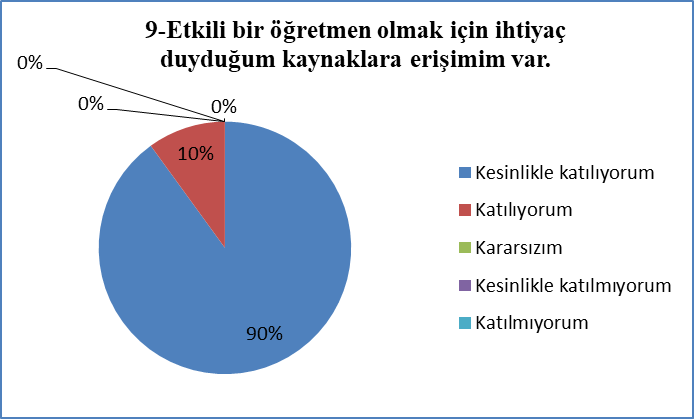 9-Etkili bir öğretmen olmak için ihtiyaç
duyduğum kaynaklara erişimim var.
0%
0%
0%
10%
90%
Kesinlikle katılıyorum
Katılıyorum
Kararsızım
Kesinlikle katılmıyorum
Katılmıyorum